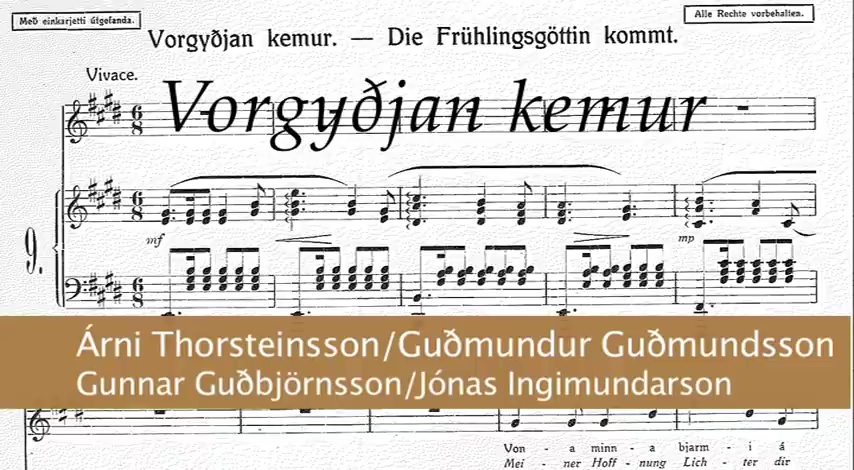 Með einkarjetti útgefanda.
Alle Rechte vorbehalten.
Vorgyðjan kemur. — Die Frühlingsgöttin kommt.
Vivace.
Vorgyðjan kemur
mf
mp
9.
Árni Thorsteinsson/Guðmundur Guðmundsson
Gunnar Guðbjörnsson/Jónas Ingimundarson
Von - a minn - a bjarm - i á
Mei - ner Hoff - nung Lich - ter dir